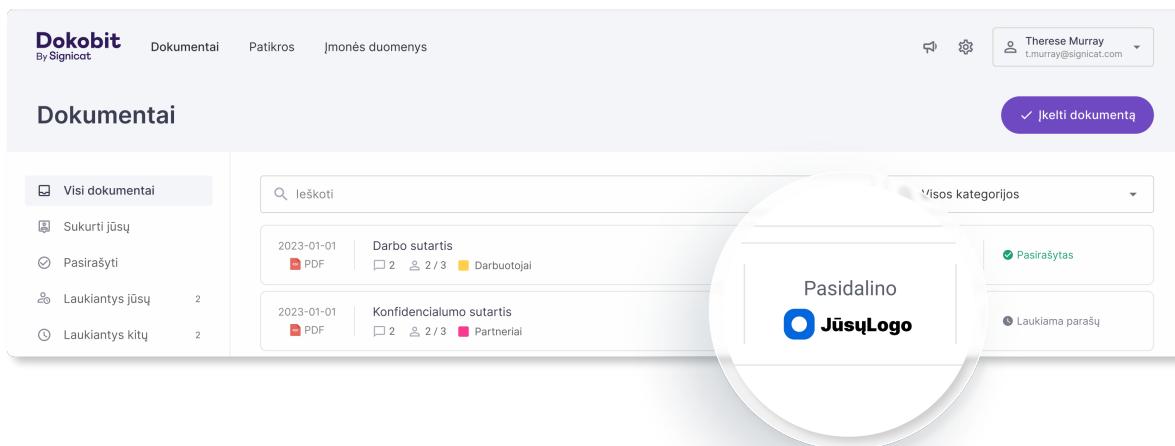 Dokobit
By Signicat
Dokumentai
Patikros
Įmonės duomenys
Therese Murray
t.murray@signicat.com
Dokumentai
Įkelti dokumentą
Visi dokumentai
Sukurti jūsų
Pasirašyti
Laukiantys jūsų 2
Laukiantys kitų 2
Ieškoti
Visos kategorijos
2023-01-01
PDF
Darbo sutartis
2 2 / 3 Darbuotojai
Pasirašytas
2023-01-01
PDF
Konfidencialumo sutartis
2 2 / 3 Partneriai
Laukiama parašų
Pasidalino
JūsųLogo